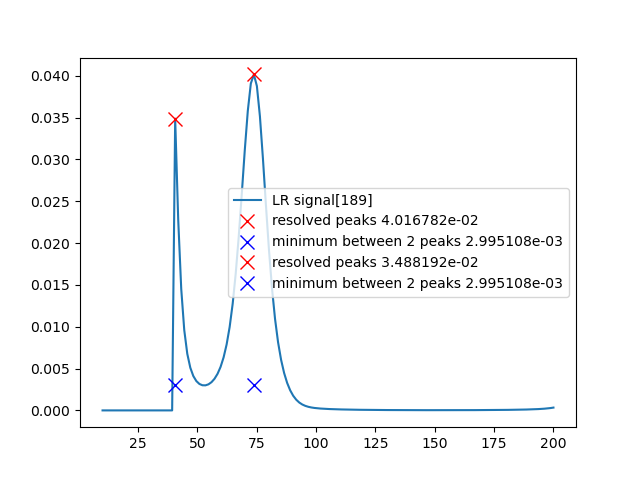 0.040
0.035
0.030
0.025
0.020
0.015
0.010
0.005
0.000
LR signal[189]
resolved peaks 4.016782e-02
minimum between 2 peaks 2.995108e-03
resolved peaks 3.488192e-02
minimum between 2 peaks 2.995108e-03
25 50 75 100 125 150 175 200